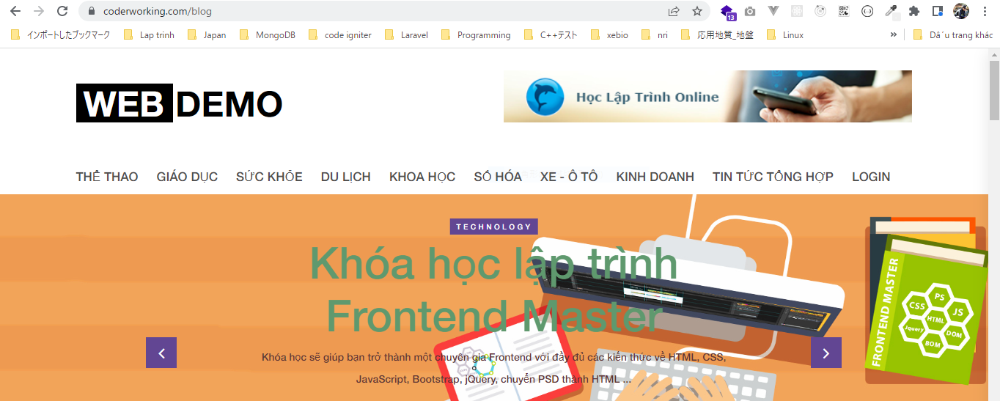 coderworking.com/blog
13
インポートしたブックマーク Lap trinh Japan MongoDB code igniter Laravel Programming C++テスト xebio nri 応用地質_地盤 Linux » Dâ´u trang khác
WEB DEMO
Học Lập Trình Online
THỂ THAO GIÁO DỤC SỨC KHỎE DU LỊCH KHOA HỌC SỐ HÓA XE - Ô TÔ KINH DOANH TIN TỨC TỔNG HỢP LOGIN
TECHNOLOGY
Khóa học lập trình
Frontend Master
Khóa học sẽ giúp bạn trở thành một chuyên gia Frontend với đầy đủ các kiến thức về HTML, CSS,
JavaScript, Bootstrap, jQuery, chuyển PSD thành HTML ...
FRONTEND MASTER
PS
CSS
JS
HTML
Jquery
DOM
BOM